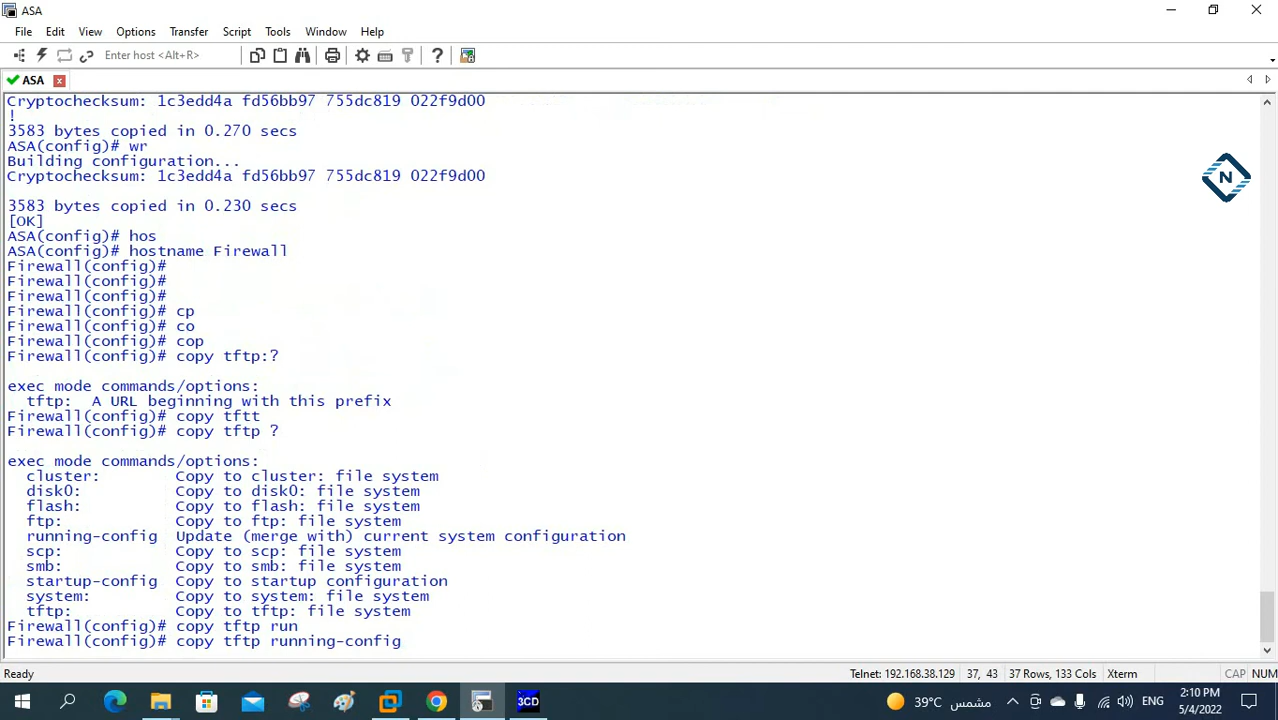 ASA
File Edit View Options Transfer Script Tools Window Help
Enter host <Alt+R>
ASA
Cryptochecksum: 1c3edd4a fd56bb97 755dc819 022f9d00
!
3583 bytes copied in 0.270 secs
ASA(config)# wr
Building configuration...
Cryptochecksum: 1c3edd4a fd56bb97 755dc819 022f9d00
3583 bytes copied in 0.230 secs
[OK]
ASA(config)# hos
ASA(config)# hostname Firewall
Firewall(config)#
Firewall(config)#
Firewall(config)#
Firewall(config)# cp
Firewall(config)# co
Firewall(config)# cop
Firewall(config)# copy tftp:?
exec mode commands/options:
tftp: A URL beginning with this prefix
Firewall(config)# copy tftt
Firewall(config)# copy tftp ?
exec mode commands/options:
cluster: Copy to cluster: file system
disk0: Copy to disk0: file system
flash: Copy to flash: file system
ftp: Copy to ftp: file system
running-config Update (merge with) current system configuration
scp: Copy to scp: file system
smb: Copy to smb: file system
startup-config Copy to startup configuration
system: Copy to system: file system
tftp: Copy to tftp: file system
Firewall(config)# copy tftp run
Firewall(config)# copy tftp running-config
N
Ready Telnet: 192.168.38.129 37, 43 37 Rows, 133 Cols Xterm CAP NUM
3CD 39°C مشمس ENG 2:10 PM
5/4/2022